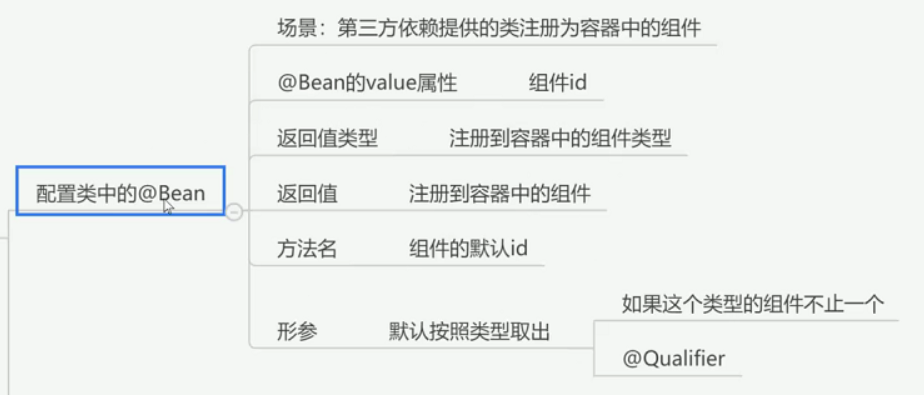 场景：第三方依赖提供的类注册为容器中的组件
@Bean的value属性 组件id
返回值类型 注册到容器中的组件类型
配置类中的@Bean
返回值 注册到容器中的组件
方法名 组件的默认id
如果这个类型的组件不止一个
形参 默认按照类型取出
@Qualifier